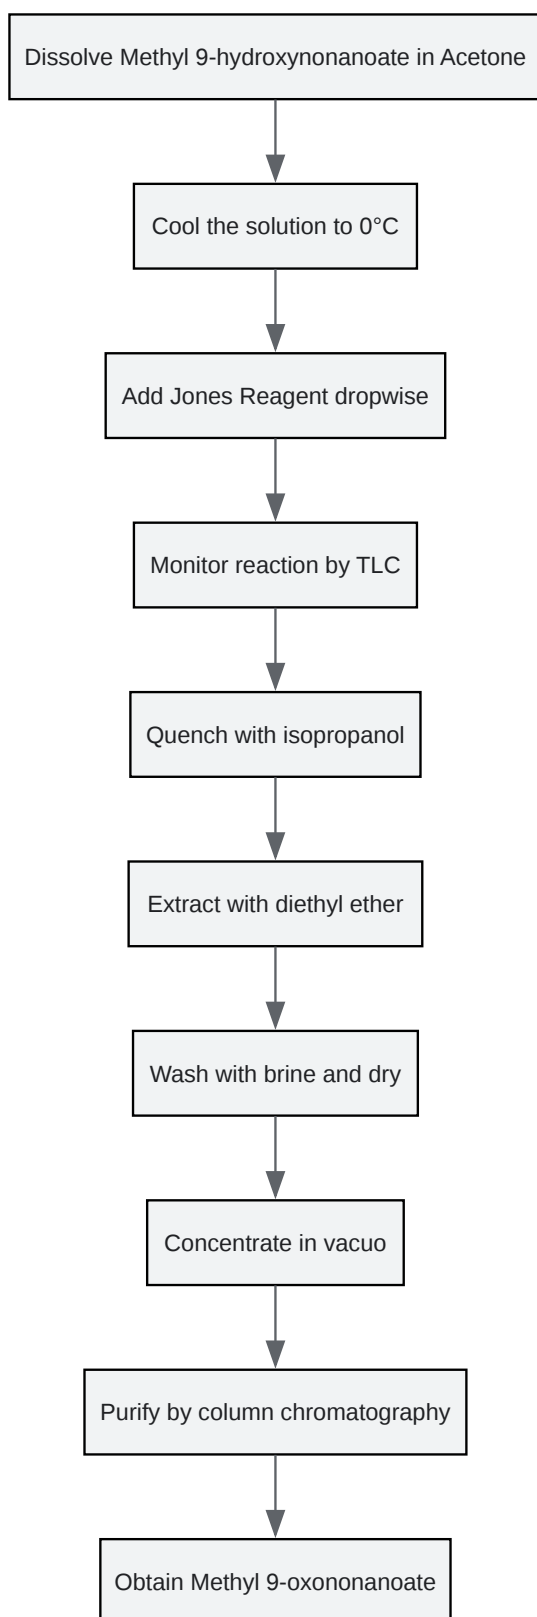 Dissolve Methyl 9-hydroxynonanoate in Acetone
Cool the solution to 0°C
Add Jones Reagent dropwise
Monitor reaction by TLC
Quench with isopropanol
Extract with diethyl ether
Wash with brine and dry
Concentrate in vacuo
Purify by column chromatography
Obtain Methyl 9-oxononanoate